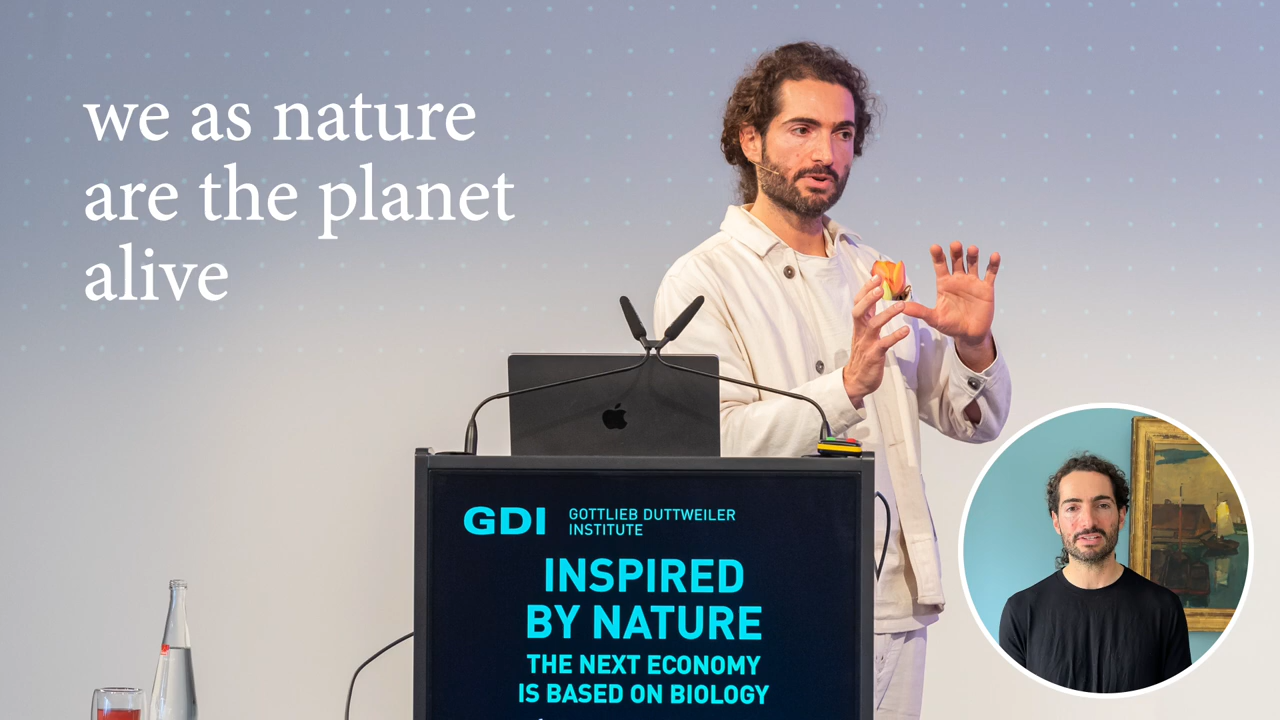 we as nature
are the planet
alive
GDI
GOTTLIEB DUTTWEILER
INSTITUTE
INSPIRED
BY NATURE
THE NEXT ECONOMY
IS BASED ON BIOLOGY